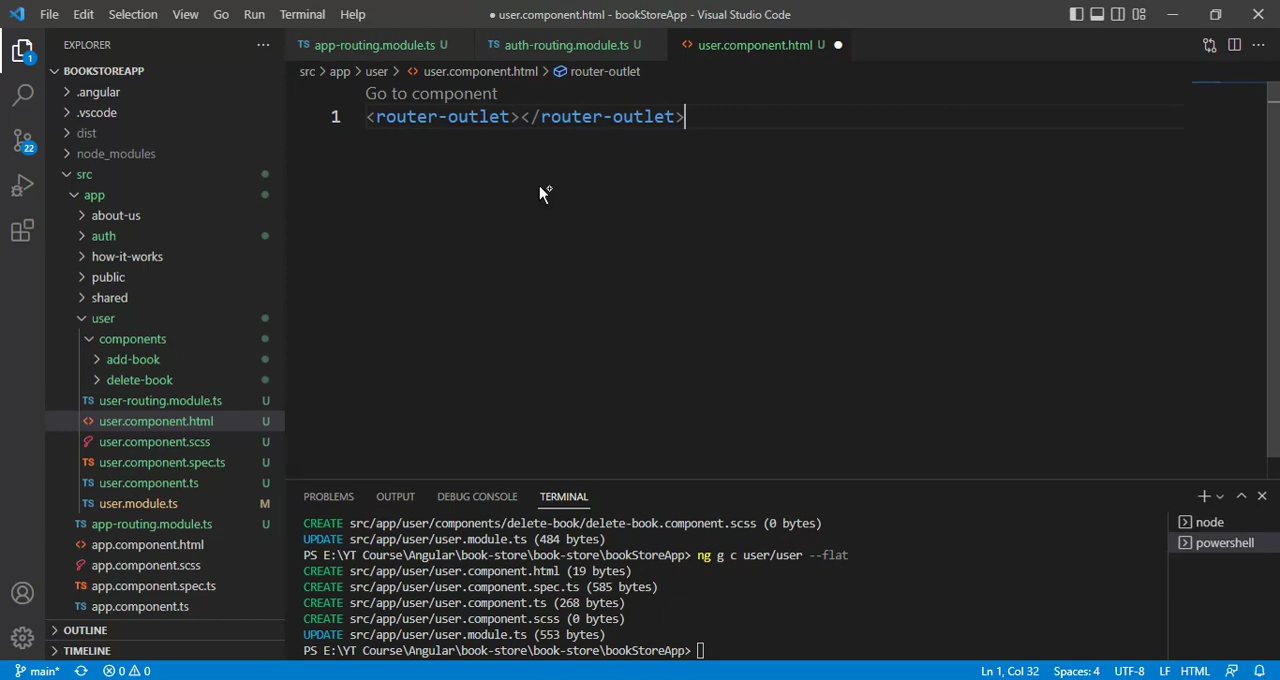 File Edit Selection View Go Run Terminal Help ● user.component.html - bookStoreApp - Visual Studio Code
EXPLORER ···
TS app-routing.module.ts U TS auth-routing.module.ts U <> user.component.html U ●
1
BOOKSTOREAPP
src > app > user > <> user.component.html > router-outlet
.angular
Go to component
.vscode
1 <router-outlet></router-outlet>
dist
22
node_modules
src
app
about-us
auth
how-it-works
public
shared
user
components
add-book
delete-book
TS user-routing.module.ts U
<> user.component.html U
user.component.scss U
TS user.component.spec.ts U
TS user.component.ts U
TS user.module.ts M
TS app-routing.module.ts U
<> app.component.html
app.component.scss
TS app.component.spec.ts
TS app.component.ts
OUTLINE
TIMELINE
PROBLEMS OUTPUT DEBUG CONSOLE TERMINAL
CREATE src/app/user/components/delete-book/delete-book.component.scss (0 bytes)
UPDATE src/app/user/user.module.ts (484 bytes)
PS E:\YT Course\Angular\book-store\book-store\bookStoreApp> ng g c user/user --flat
CREATE src/app/user/user.component.html (19 bytes)
CREATE src/app/user/user.component.spec.ts (585 bytes)
CREATE src/app/user/user.component.ts (268 bytes)
CREATE src/app/user/user.component.scss (0 bytes)
UPDATE src/app/user/user.module.ts (553 bytes)
PS E:\YT Course\Angular\book-store\book-store\bookStoreApp>
node
powershell
main* 0 0 Ln 1, Col 32 Spaces: 4 UTF-8 LF HTML